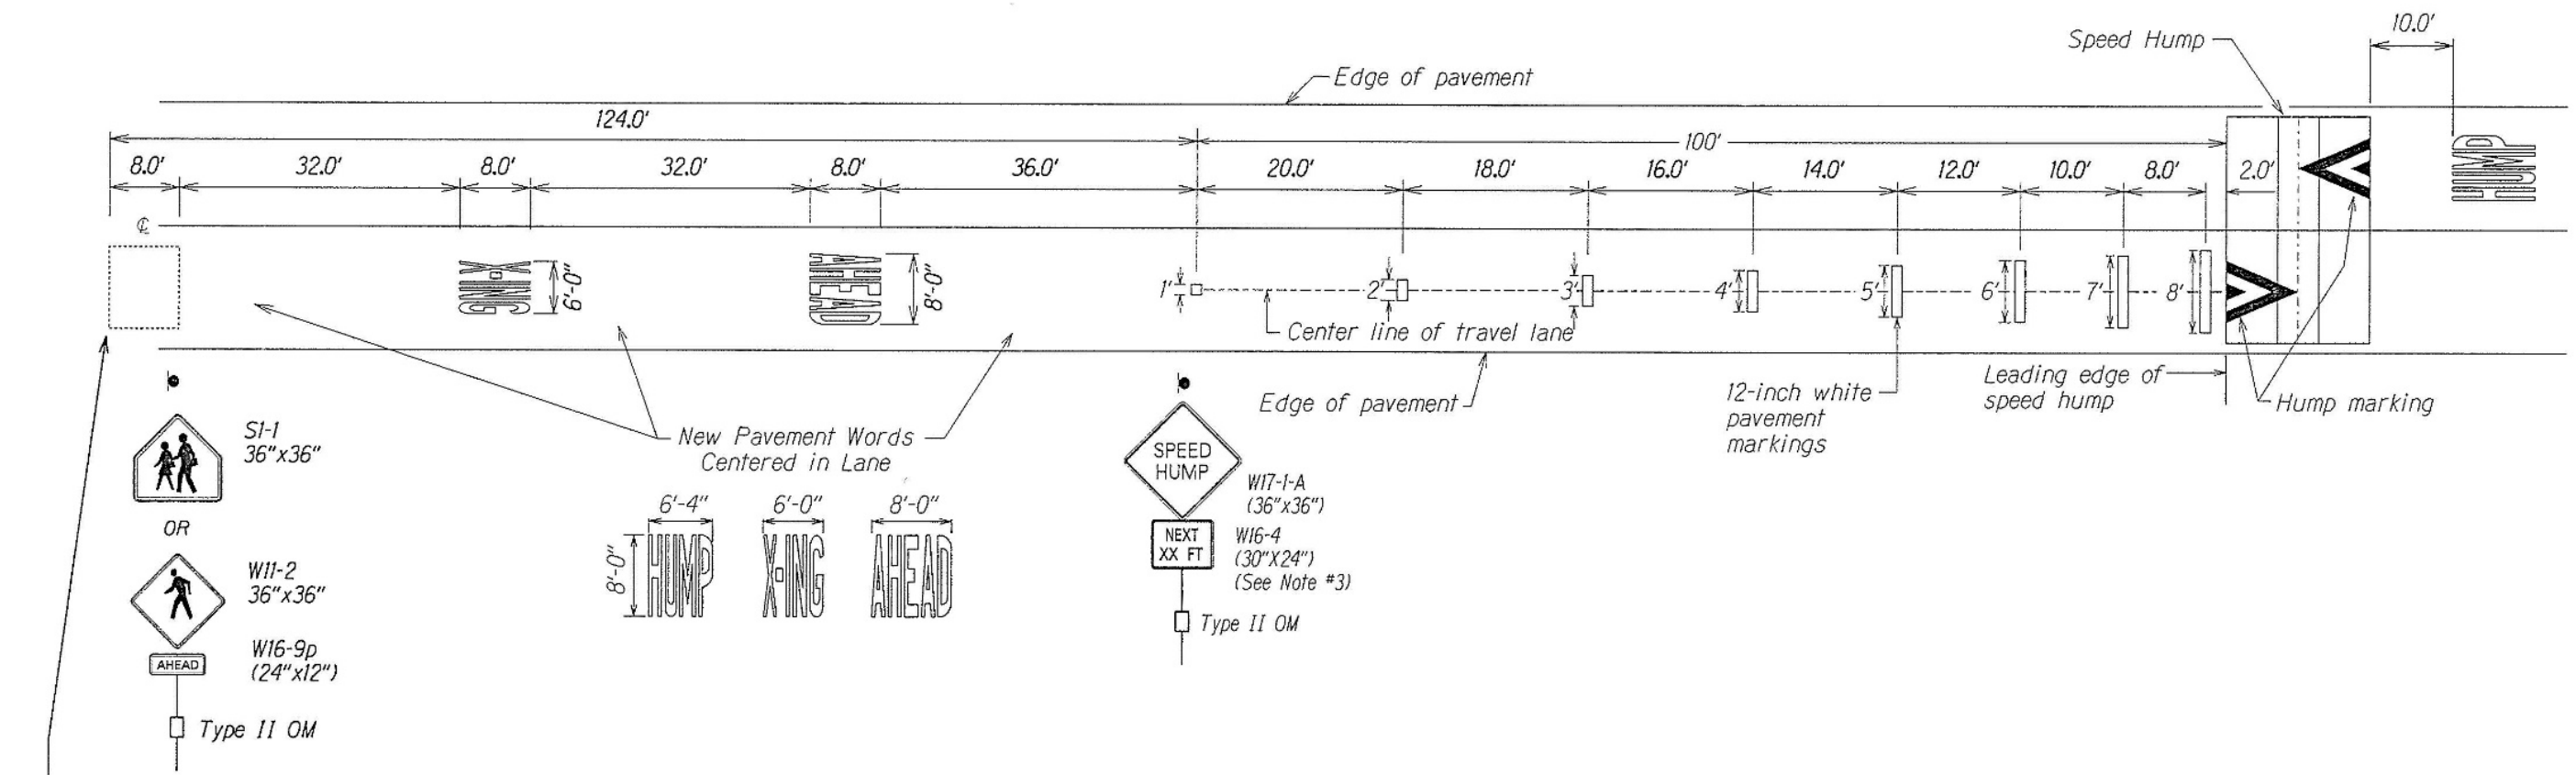 10.0'
Speed Hump
Edge of pavement
124.0'
100'
8.0' 32.0' 8.0' 32.0' 8.0' 36.0' 20.0' 18.0' 16.0' 14.0' 12.0' 10.0' 8.0' 2.0'
HUMP
℄
X-ING
6'-0"
AHEAD
8'-0"
1' 2' 3' 4' 5' 6' 7' 8'
Center line of travel lane
Edge of pavement
12-inch white
pavement
markings
Leading edge of
speed hump
Hump marking
S1-1
36"x36"
OR
W11-2
36"x36"
W16-9p
(24"x12")
AHEAD
Type II OM
New Pavement Words
Centered in Lane
6'-4" 6'-0" 8'-0"
8'-0"
HUMP X-ING AHEAD
SPEED
HUMP
W17-1-A
(36"x36")
NEXT
XX FT
W16-4
(30"X24")
(See Note #3)
Type II OM